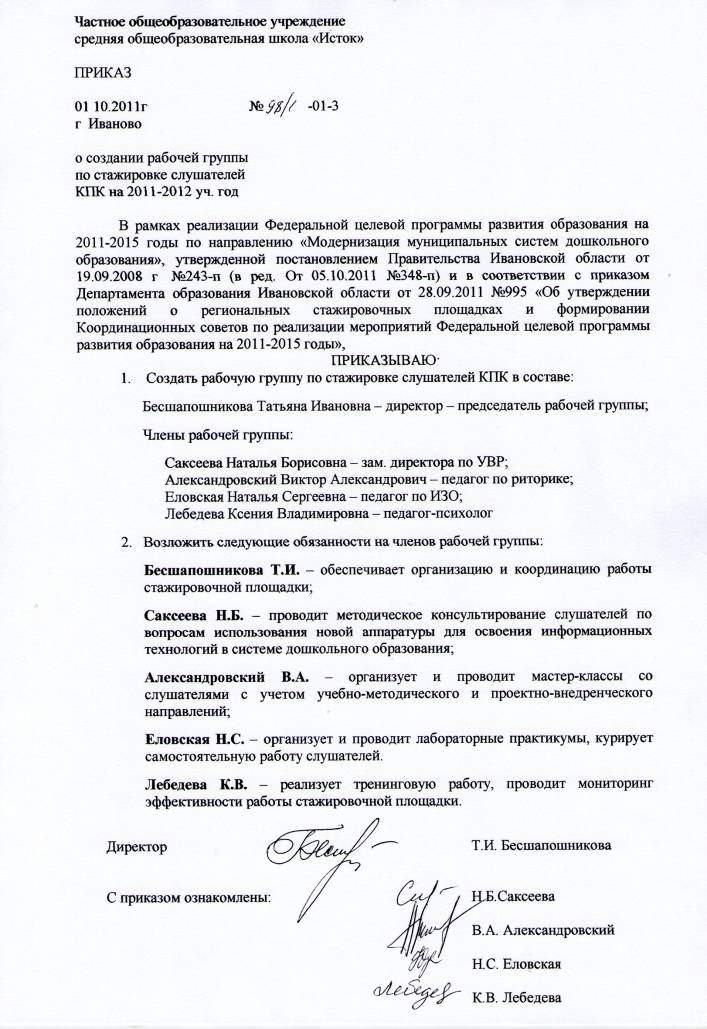 Частное общеобразовательное учреждение
средняя общеобразовательная школа «Исток»
ПРИКАЗ
01 10.2011г № 98/1 -01-3
г Иваново
о создании рабочей группы
по стажировке слушателей
КПК на 2011-2012 уч. год
В рамках реализации Федеральной целевой программы развития образования на
2011-2015 годы по направлению «Модернизация муниципальных систем дошкольного
образования», утвержденной постановлением Правительства Ивановской области от
19.09.2008 г №243-п (в ред. От 05.10.2011 №348-п) и в соответствии с приказом
Департамента образования Ивановской области от 28.09.2011 №995 «Об утверждении
положений о региональных стажировочных площадках и формировании
Координационных советов по реализации мероприятий Федеральной целевой программы
развития образования на 2011-2015 годы»,
ПРИКАЗЫВАЮ·
1. Создать рабочую группу по стажировке слушателей КПК в составе:
Бесшапошникова Татьяна Ивановна – директор – председатель рабочей группы;
Члены рабочей группы:
Саксеева Наталья Борисовна – зам. директора по УВР;
Александровский Виктор Александрович – педагог по риторике;
Еловская Наталья Сергеевна – педагог по ИЗО;
Лебедева Ксения Владимировна – педагог-психолог
2. Возложить следующие обязанности на членов рабочей группы:
Бесшапошникова Т.И. – обеспечивает организацию и координацию работы
стажировочной площадки;
Саксеева Н.Б. – проводит методическое консультирование слушателей по
вопросам использования новой аппаратуры для освоения информационных
технологий в системе дошкольного образования;
Александровский В.А. – организует и проводит мастер-классы со
слушателями с учетом учебно-методического и проектно-внедренческого
направлений;
Еловская Н.С. – организует и проводит лабораторные практикумы, курирует
самостоятельную работу слушателей.
Лебедева К.В. – реализует тренинговую работу, проводит мониторинг
эффективности работы стажировочной площадки.
Директор Т.И. Бесшапошникова
С приказом ознакомлены: Н.Б.Саксеева
В.А. Александровский
Н.С. Еловская
Лебедев К.В. Лебедева